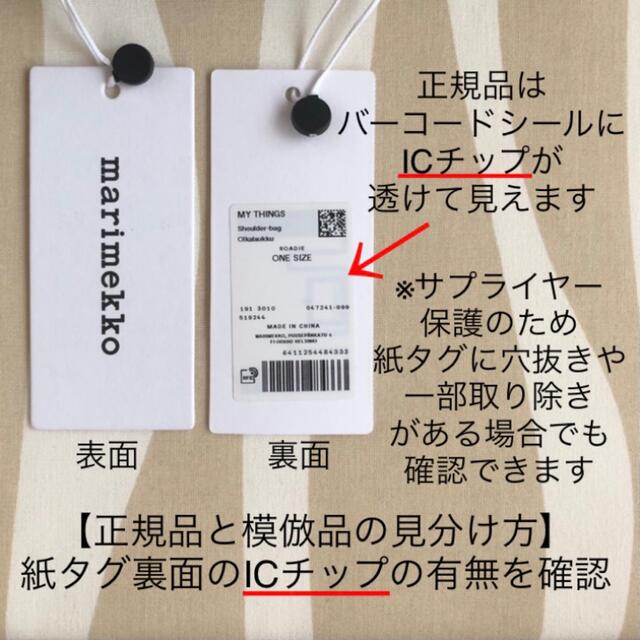 正規品は
バーコードシールに
ICチップが
透けて見えます
marimekko
MY THINGS
Shoulder-bag
Olkalaukku
ROADIE
ONE SIZE
191 3010 047241-999
519244
MADE IN CHINA
MARIMEKKO, PUUSEPÄNKATU 4
FI-00880 HELSINKI
6411254484333
※サプライヤー
保護のため
紙タグに穴抜きや
一部取り除き
がある場合でも
確認できます
表面
裏面
【正規品と模倣品の見分け方】
紙タグ裏面のICチップの有無を確認